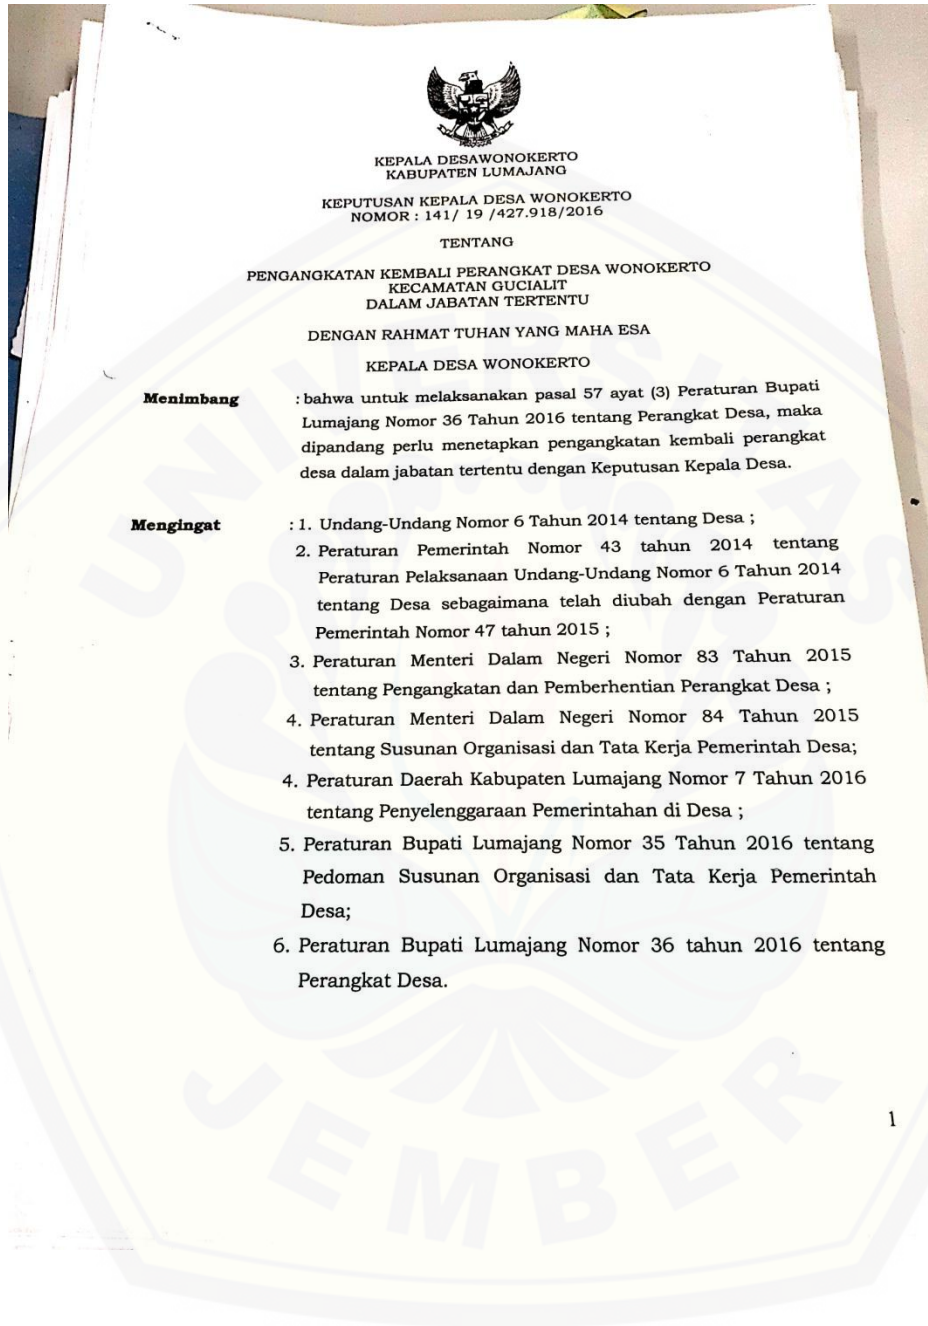 KEPALA DESAWONOKERTO
KABUPATEN LUMAJANG
KEPUTUSAN KEPALA DESA WONOKERTO
NOMOR : 141/ 19 /427.918/2016
TENTANG
PENGANGKATAN KEMBALI PERANGKAT DESA WONOKERTO
KECAMATAN GUCIALIT
DALAM JABATAN TERTENTU
DENGAN RAHMAT TUHAN YANG MAHA ESA
KEPALA DESA WONOKERTO
Menimbang : bahwa untuk melaksanakan pasal 57 ayat (3) Peraturan Bupati
Lumajang Nomor 36 Tahun 2016 tentang Perangkat Desa, maka
dipandang perlu menetapkan pengangkatan kembali perangkat
desa dalam jabatan tertentu dengan Keputusan Kepala Desa.
Mengingat : 1. Undang-Undang Nomor 6 Tahun 2014 tentang Desa ;
2. Peraturan Pemerintah Nomor 43 tahun 2014 tentang
Peraturan Pelaksanaan Undang-Undang Nomor 6 Tahun 2014
tentang Desa sebagaimana telah diubah dengan Peraturan
Pemerintah Nomor 47 tahun 2015 ;
3. Peraturan Menteri Dalam Negeri Nomor 83 Tahun 2015
tentang Pengangkatan dan Pemberhentian Perangkat Desa ;
4. Peraturan Menteri Dalam Negeri Nomor 84 Tahun 2015
tentang Susunan Organisasi dan Tata Kerja Pemerintah Desa;
4. Peraturan Daerah Kabupaten Lumajang Nomor 7 Tahun 2016
tentang Penyelenggaraan Pemerintahan di Desa ;
5. Peraturan Bupati Lumajang Nomor 35 Tahun 2016 tentang
Pedoman Susunan Organisasi dan Tata Kerja Pemerintah
Desa;
6. Peraturan Bupati Lumajang Nomor 36 tahun 2016 tentang
Perangkat Desa.
1
UNIVERSITAS
JEMBER